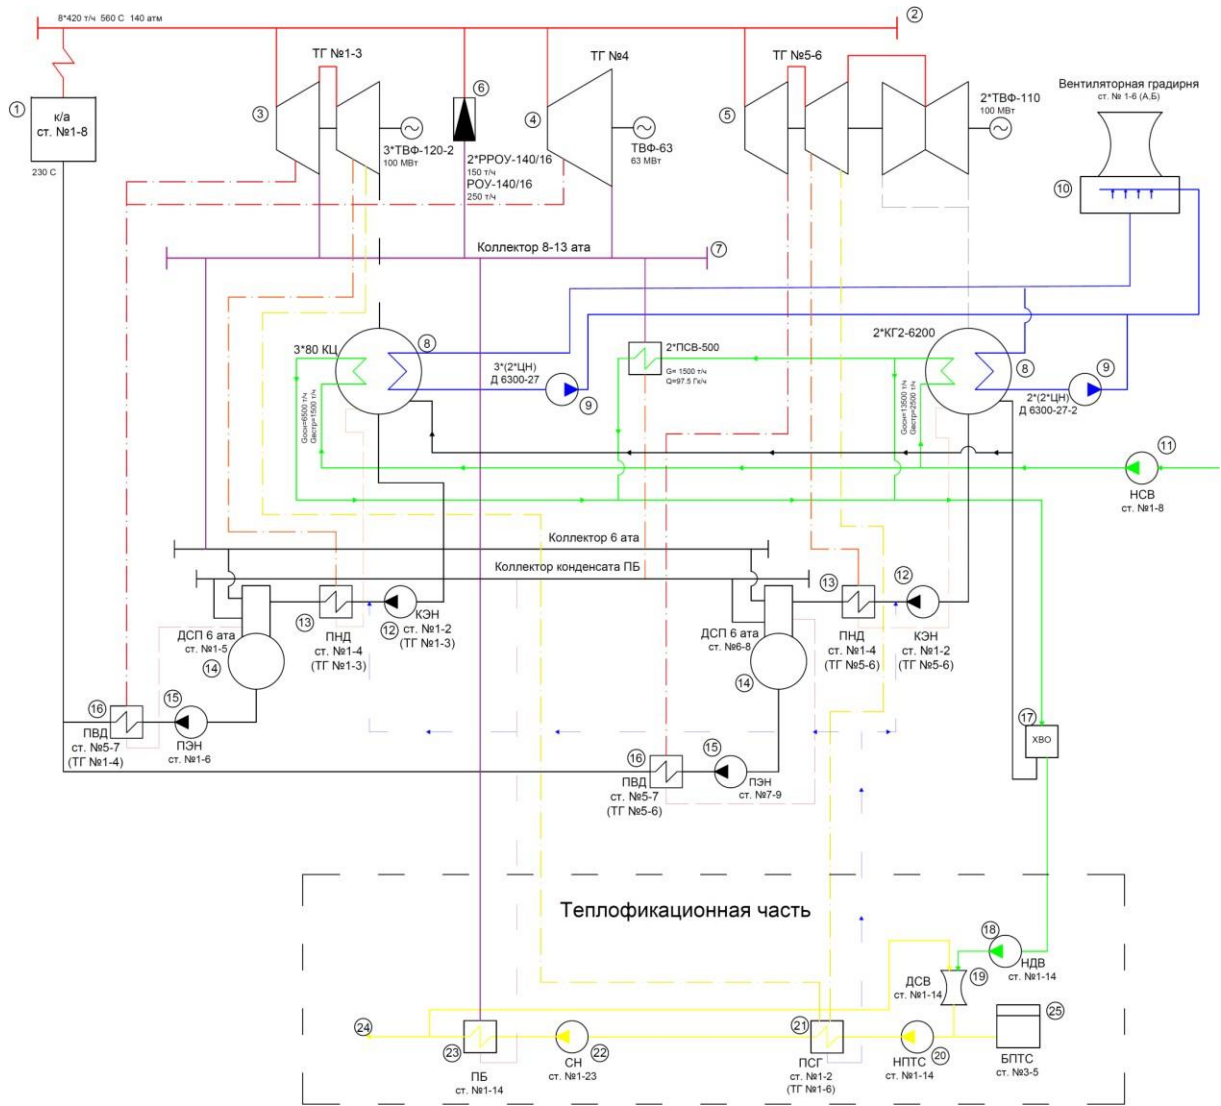 8*420 т/ч 560 С 140 атм
2
ТГ №1-3
ТГ №4
ТГ №5-6
1
к/а
ст. №1-8
230 С
3
3*ТВФ-120-2
100 МВт
6
2*РРОУ-140/16
150 т/ч
РОУ-140/16
250 т/ч
4
ТВФ-63
63 МВт
5
2*ТВФ-110
100 МВт
Вентиляторная градирня
ст. № 1-6 (А,Б)
10
Коллектор 8-13 ата
7
3*80 КЦ
8
3*(2*ЦН)
Д 6300-27
9
2*ПСВ-500
G= 1500 т/ч
Q=97.5 Гк/ч
2*КГ2-6200
8
9
2*(2*ЦН)
Д 6300-27-2
Gосн=6500 т/ч
Gвстр=1500 т/ч
Gосн=13500 т/ч
Gвстр=2500 т/ч
11
НСВ
ст. №1-8
Коллектор 6 ата
Коллектор конденсата ПБ
ДСП 6 ата
ст. №1-5
14
13
ПНД
ст. №1-4
(ТГ №1-3)
12
КЭН
ст. №1-2
(ТГ №1-3)
ДСП 6 ата
ст. №6-8
14
13
ПНД
ст. №1-4
(ТГ №5-6)
12
КЭН
ст. №1-2
(ТГ №5-6)
16
ПВД
ст. №5-7
(ТГ №1-4)
15
ПЭН
ст. №1-6
16
ПВД
ст. №5-7
(ТГ №5-6)
15
ПЭН
ст. №7-9
17
ХВО
Теплофикационная часть
18
НДВ
ст. №1-14
ДСВ
ст. №1-14
19
24
23
ПБ
ст. №1-14
СН
ст. №1-23
22
21
ПСГ
ст. №1-2
(ТГ №1-6)
НПТС
ст. №1-14
20
25
БПТС
ст. №3-5